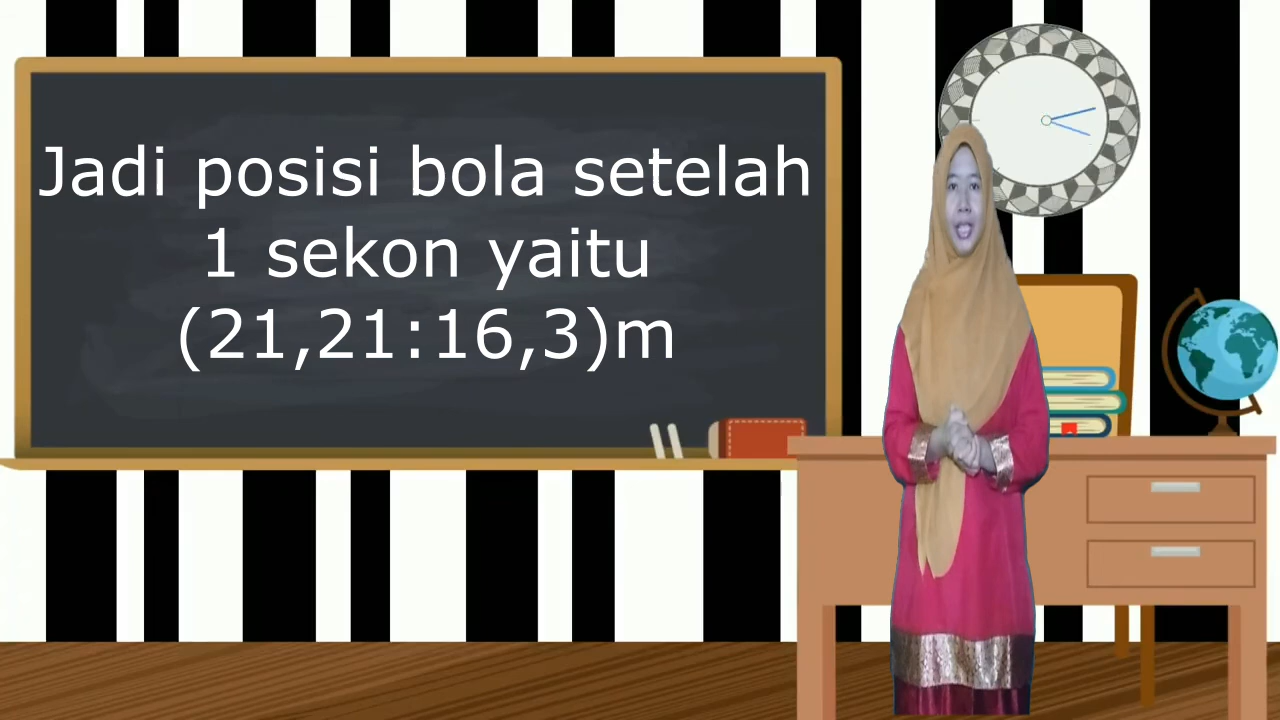 Jadi posisi bola setelah
1 sekon yaitu
(21,21:16,3)m